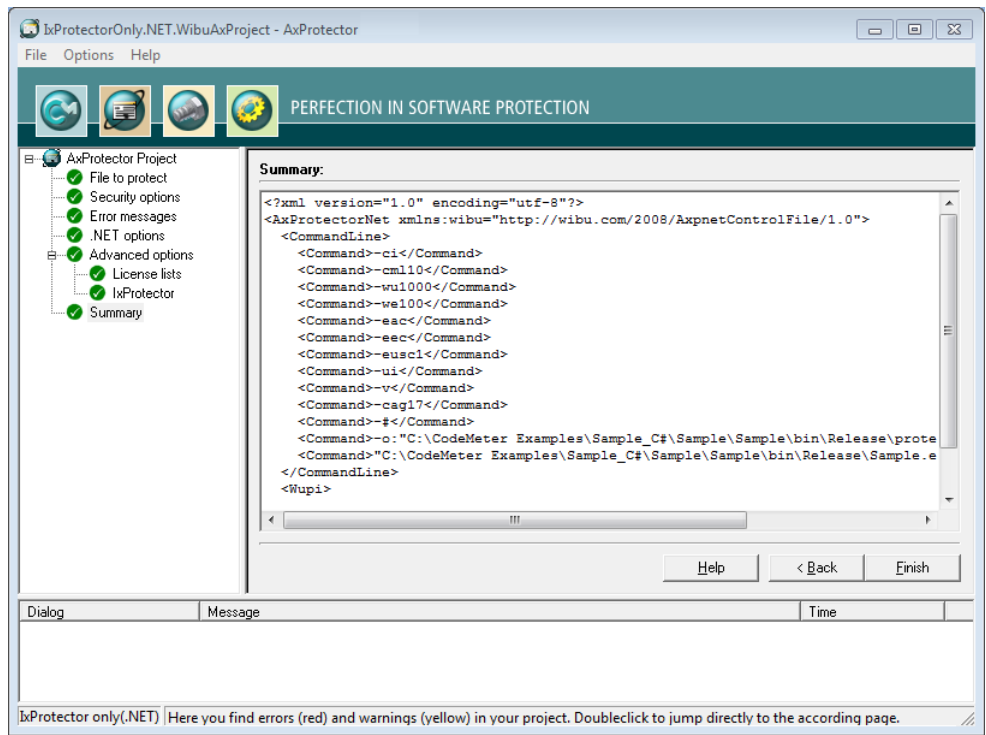 IxProtectorOnly.NET.WibuAxProject - AxProtector
File Options Help
PERFECTION IN SOFTWARE PROTECTION
AxProtector Project
File to protect
Security options
Error messages
.NET options
Advanced options
License lists
IxProtector
Summary
Summary:
<?xml version="1.0" encoding="utf-8"?>
<AxProtectorNet xmlns:wibu="http://wibu.com/2008/AxpnetControlFile/1.0">
<CommandLine>
<Command>-ci</Command>
<Command>-cml10</Command>
<Command>-wu1000</Command>
<Command>-we100</Command>
<Command>-eac</Command>
<Command>-eec</Command>
<Command>-eusc1</Command>
<Command>-ui</Command>
<Command>-v</Command>
<Command>-cag17</Command>
<Command>-#</Command>
<Command>-o:"C:\CodeMeter Examples\Sample_C#\Sample\Sample\bin\Release\prote
<Command>"C:\CodeMeter Examples\Sample_C#\Sample\Sample\bin\Release\Sample.e
</CommandLine>
<Wupi>
Help < Back Finish
Dialog Message Time
IxProtector only(.NET) Here you find errors (red) and warnings (yellow) in your project. Doubleclick to jump directly to the according page.